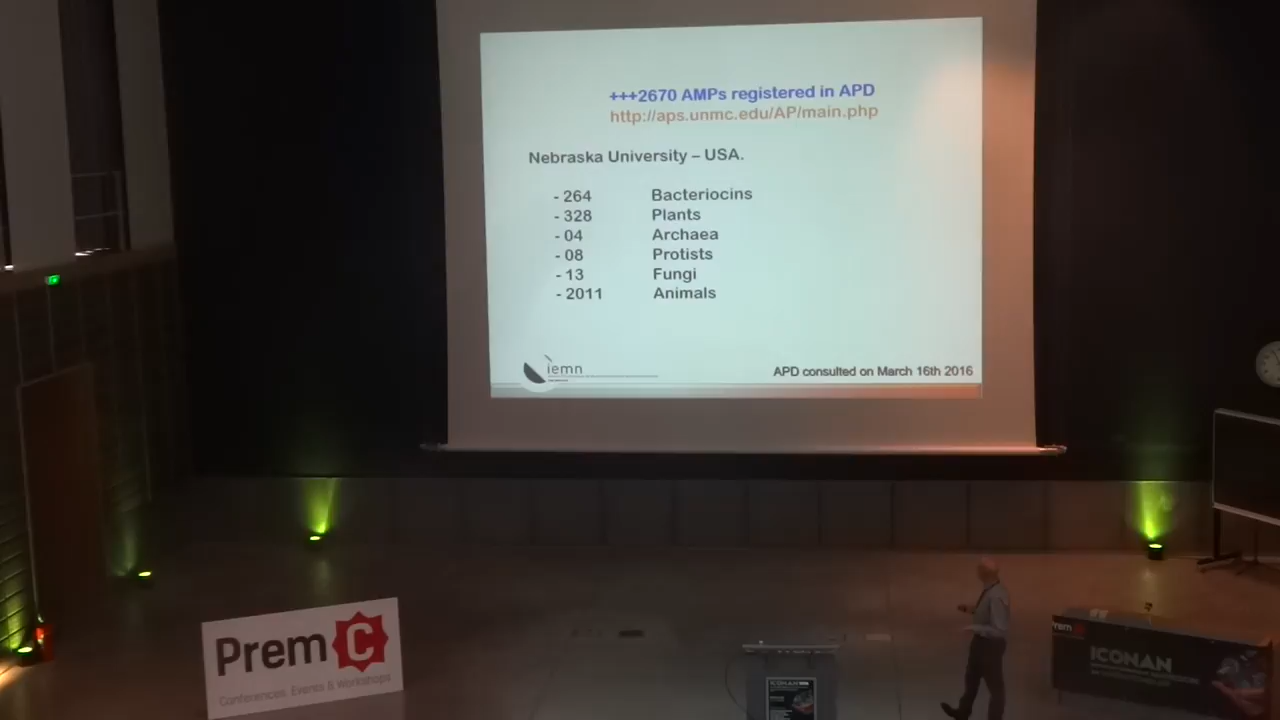 +++2670 AMPs registered in APD
http://aps.unmc.edu/AP/main.php
Nebraska University – USA.
- 264 Bacteriocins
- 328 Plants
- 04 Archaea
- 08 Protists
- 13 Fungi
- 2011 Animals
iemn
APD consulted on March 16th 2016
Prem C
Conferences, Events & Workshops
ICONAN
ICONAN